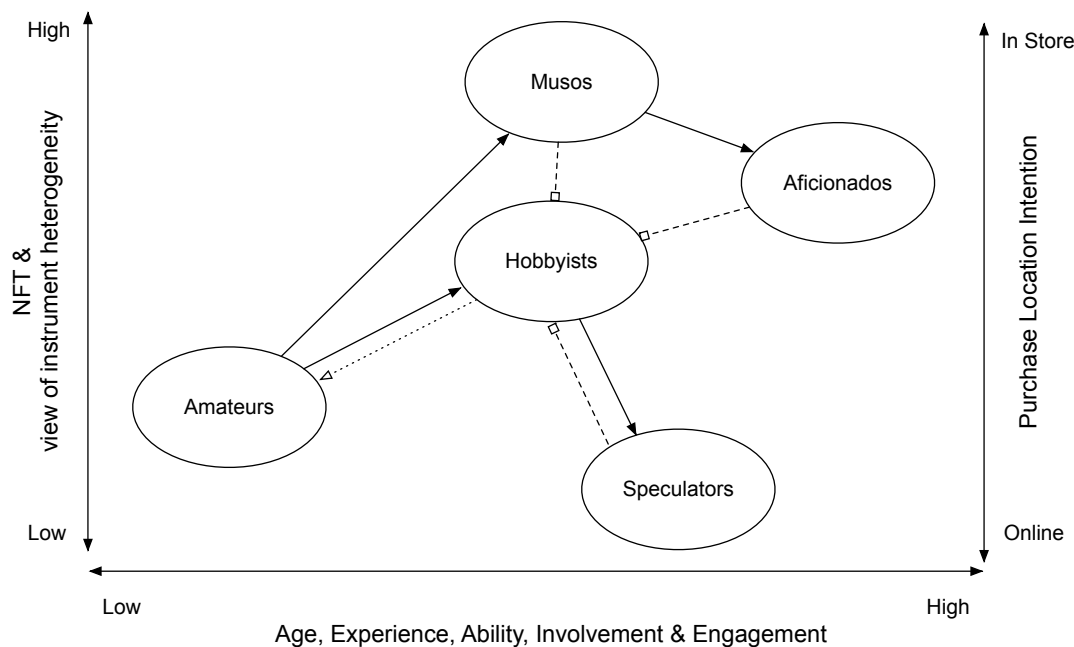 High
In Store
Musos
Aficionados
NFT &
view of instrument heterogeneity
Purchase Location Intention
Hobbyists
Amateurs
Speculators
Low
Online
Low
High
Age, Experience, Ability, Involvement & Engagement